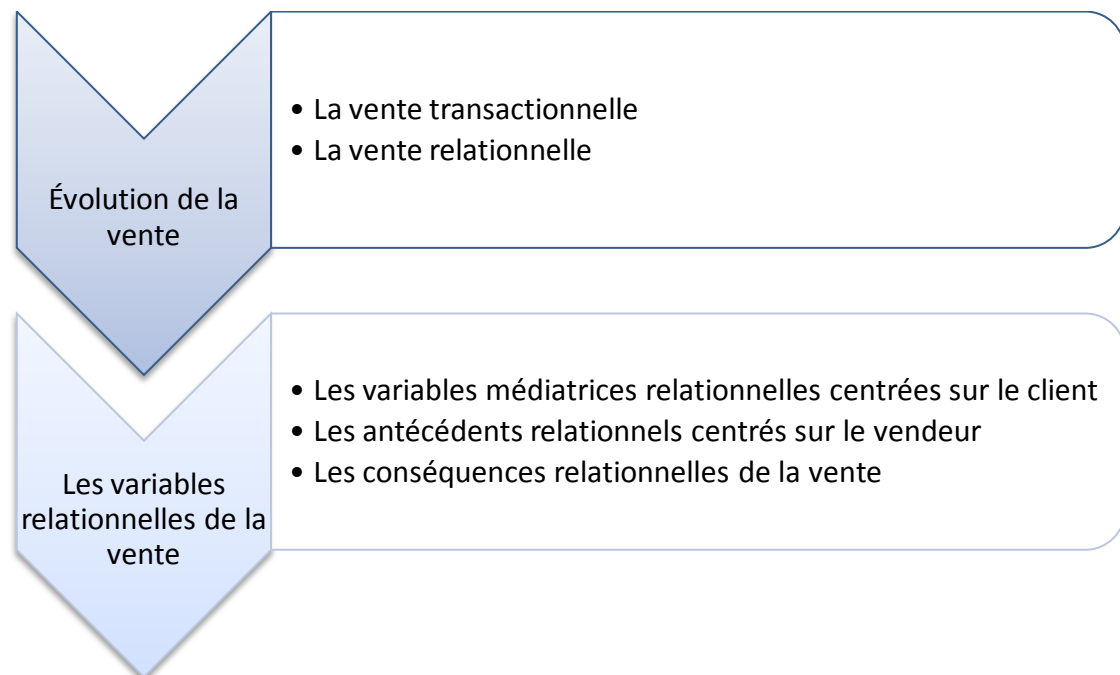 • La vente transactionnelle
• La vente relationnelle
Évolution de la
vente
• Les variables médiatrices relationnelles centrées sur le client
• Les antécédents relationnels centrés sur le vendeur
• Les conséquences relationnelles de la vente
Les variables
relationnelles de la
vente